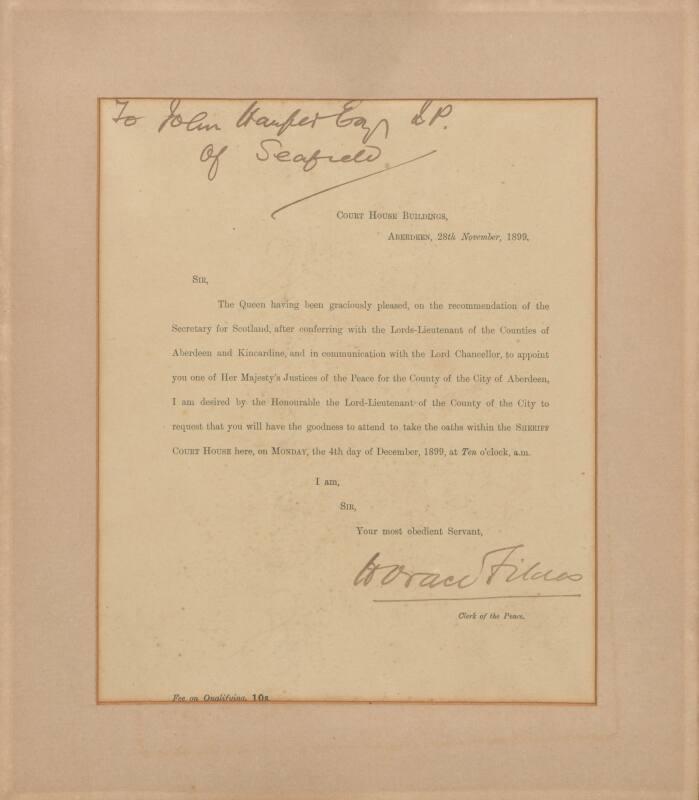 To John Harper Esq, J.P.
Of Seafield
Court House Buildings,
Aberdeen, 28th November, 1899.
Sir,
The Queen having been graciously pleased, on the recommendation of the
Secretary for Scotland, after conferring with the Lords-Lieutenant of the Counties of
Aberdeen and Kincardine, and in communication with the Lord Chancellor, to appoint
you one of Her Majesty's Justices of the Peace for the County of the City of Aberdeen,
I am desired by the Honourable the Lord-Lieutenant of the County of the City to
request that you will have the goodness to attend to take the oaths within the Sheriff
Court House here, on Monday, the 4th day of December, 1899, at Ten o'clock, a.m.
I am,
Sir,
Your most obedient Servant,
Horace
Clerk of the Peace.
Fee on Qualifying, 10s